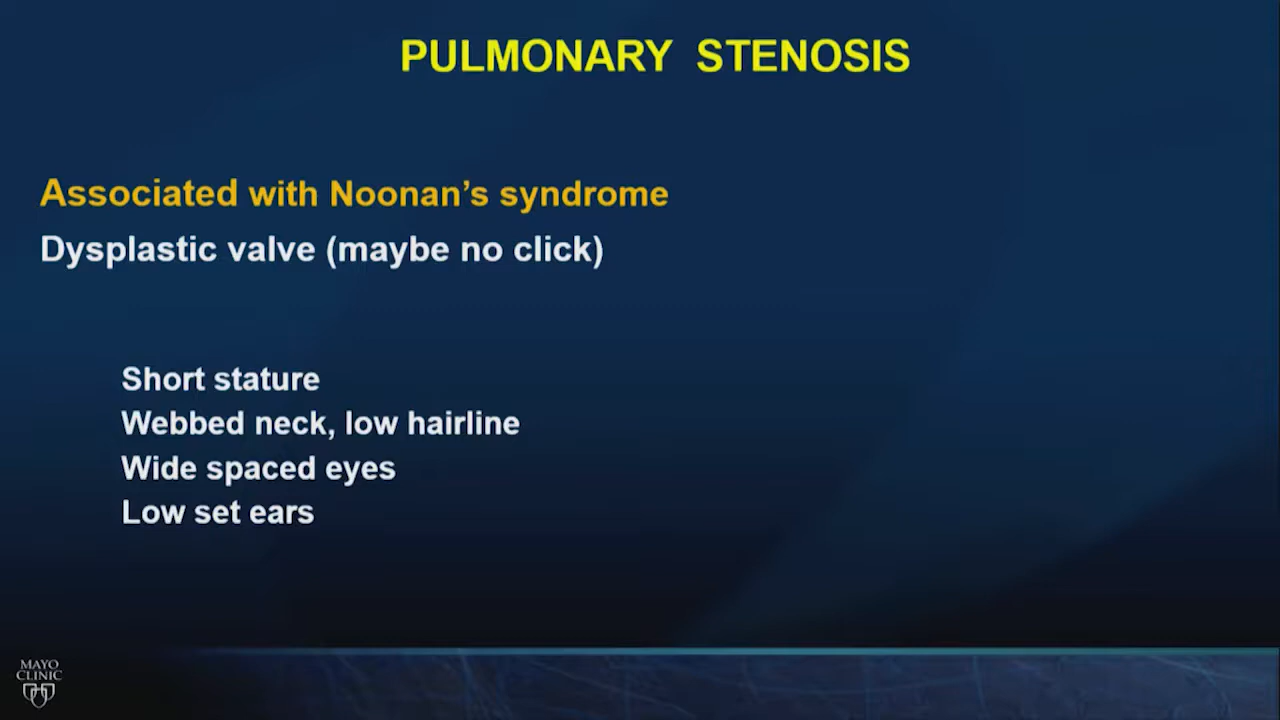 PULMONARY STENOSIS
Associated with Noonan's syndrome
Dysplastic valve (maybe no click)
Short stature
Webbed neck, low hairline
Wide spaced eyes
Low set ears
MAYO
CLINIC